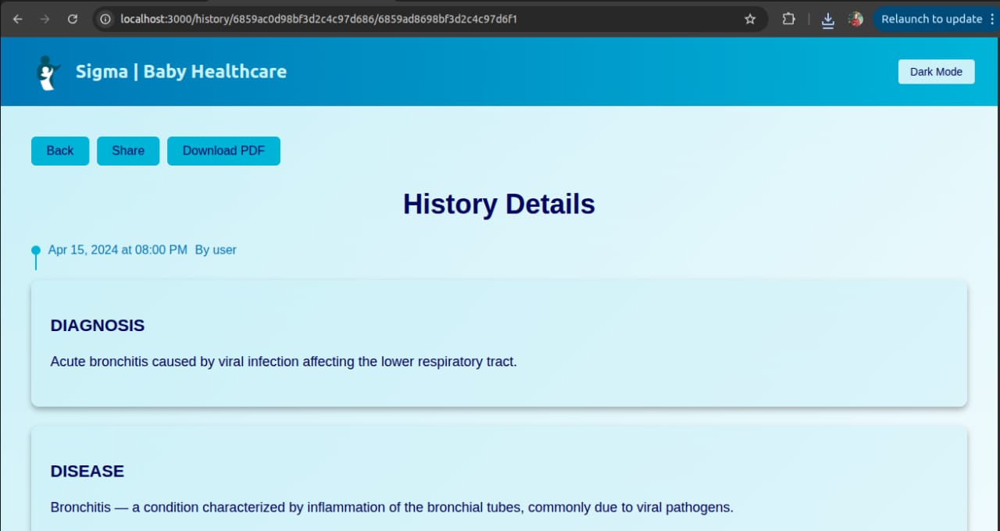 localhost:3000/history/6859ac0d98bf3d2c4c97d686/6859ad8698bf3d2c4c97d6f1
Relaunch to update
Sigma | Baby Healthcare
Dark Mode
Back
Share
Download PDF
History Details
Apr 15, 2024 at 08:00 PM By user
DIAGNOSIS
Acute bronchitis caused by viral infection affecting the lower respiratory tract.
DISEASE
Bronchitis — a condition characterized by inflammation of the bronchial tubes, commonly due to viral pathogens.